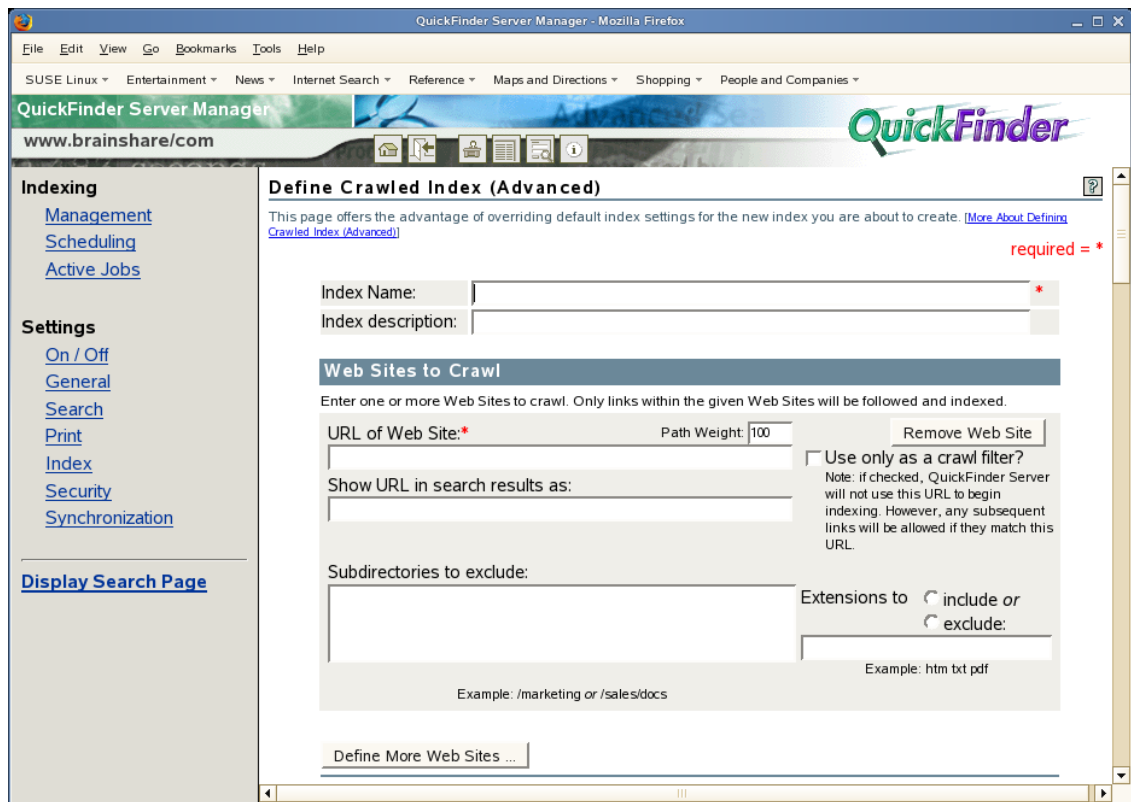 QuickFinder Server Manager - Mozilla Firefox
File Edit View Go Bookmarks Tools Help
SUSE Linux Entertainment News Internet Search Reference Maps and Directions Shopping People and Companies
QuickFinder Server Manager
Advanced Sea
www.brainshare/com
QuickFinder
Indexing
Management
Scheduling
Active Jobs
Settings
On / Off
General
Search
Print
Index
Security
Synchronization
Display Search Page
Define Crawled Index (Advanced)
This page offers the advantage of overriding default index settings for the new index you are about to create. [More About Defining
Crawled Index (Advanced)]
required = *
Index Name: *
Index description:
Web Sites to Crawl
Enter one or more Web Sites to crawl. Only links within the given Web Sites will be followed and indexed.
URL of Web Site:* Path Weight: 100 Remove Web Site
Use only as a crawl filter?
Note: if checked, QuickFinder Server
will not use this URL to begin
indexing. However, any subsequent
links will be allowed if they match this
URL.
Show URL in search results as:
Subdirectories to exclude:
Extensions to include or
exclude:
Example: htm txt pdf
Example: /marketing or /sales/docs
Define More Web Sites ...